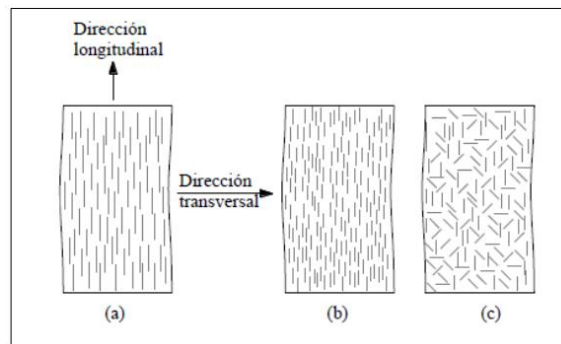 Dirección
longitudinal
Dirección
transversal
(a)
(b)
(c)